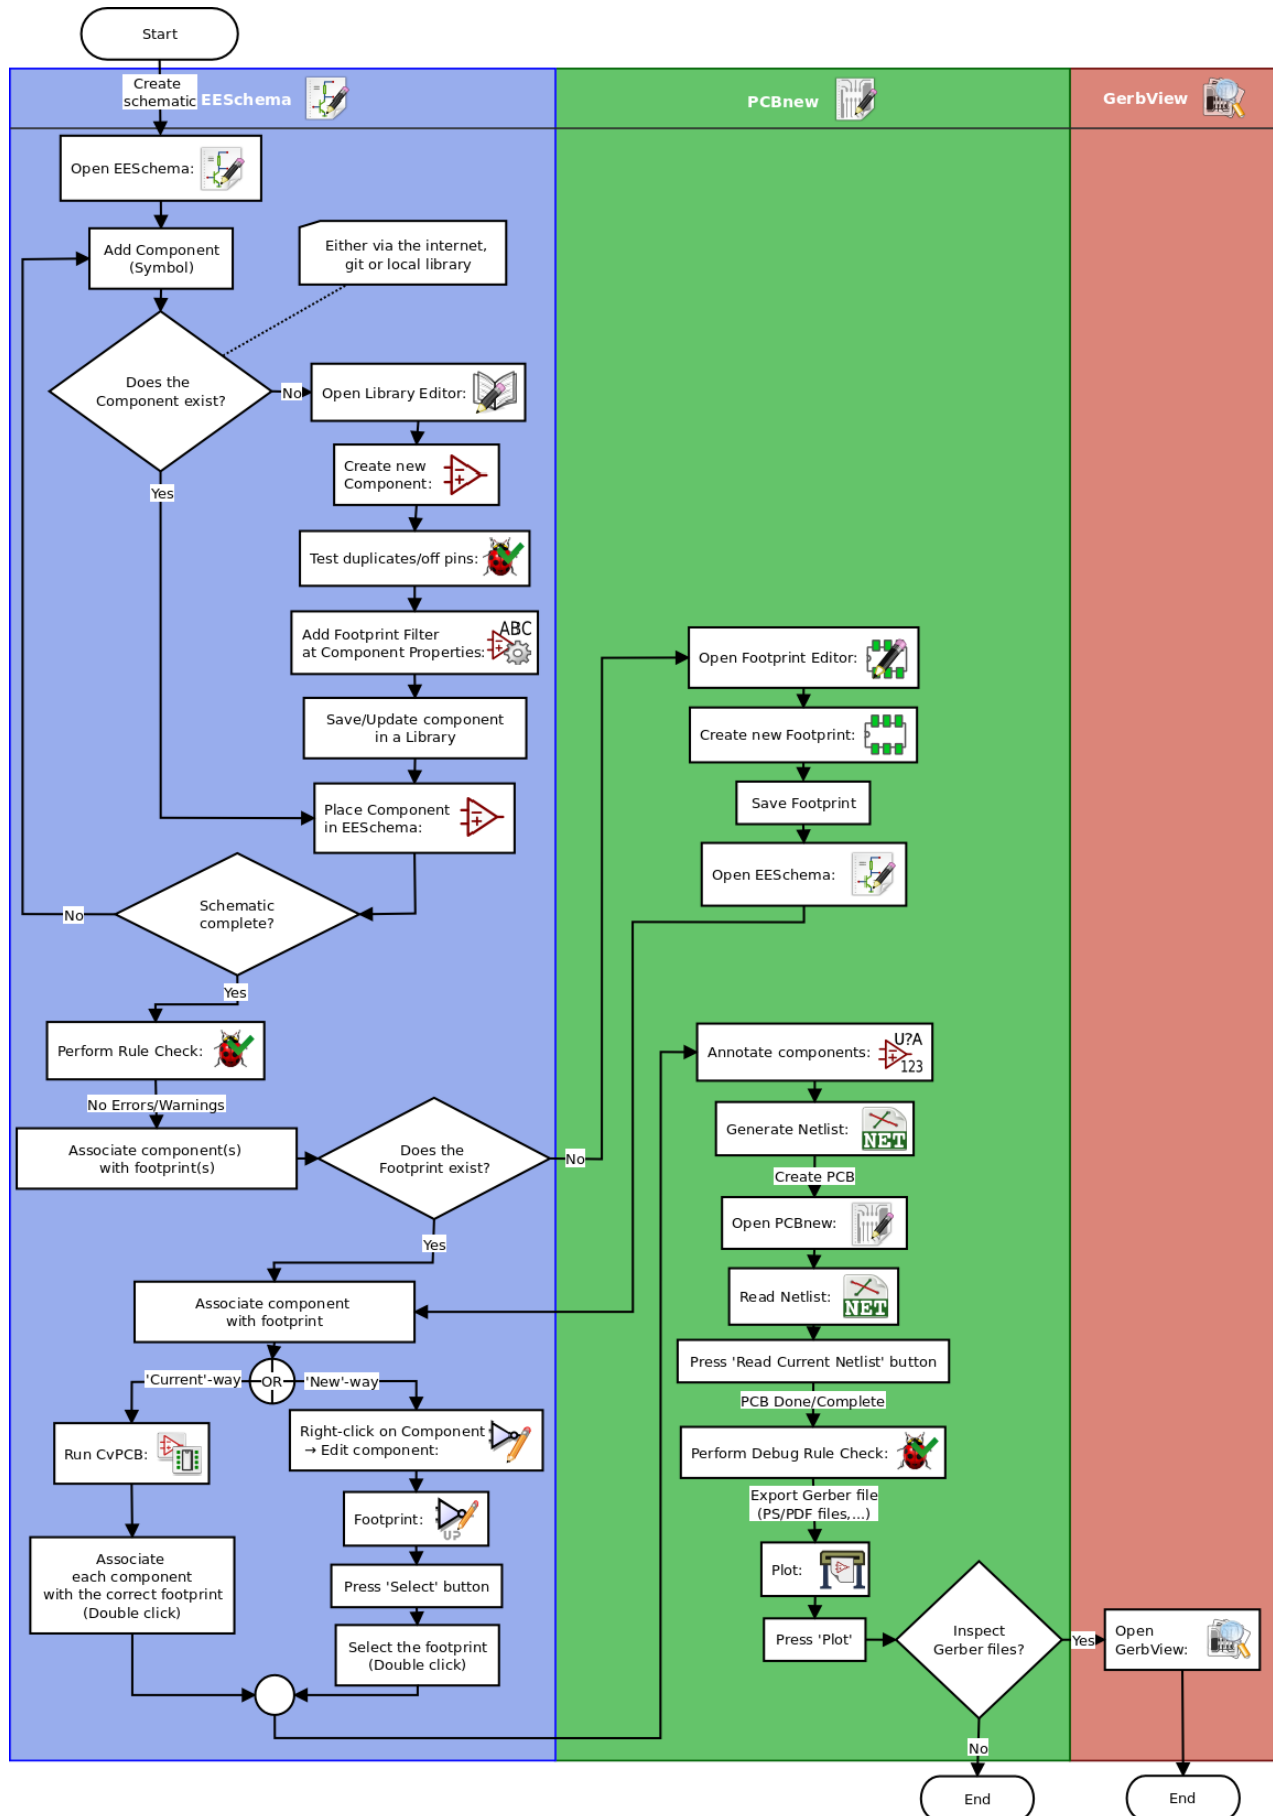 Start
Create
schematic
EESchema
PCBnew
GerbView
Open EESchema:
Add Component
(Symbol)
Either via the internet,
git or local library
Does the
Component exist?
No
Open Library Editor:
Create new
Component:
Yes
Test duplicates/off pins:
Add Footprint Filter
at Component Properties:
ABC
Save/Update component
in a Library
Place Component
in EESchema:
Schematic
complete?
No
Yes
Perform Rule Check:
No Errors/Warnings
Associate component(s)
with footprint(s)
Does the
Footprint exist?
No
Yes
Open Footprint Editor:
Create new Footprint:
Save Footprint
Open EESchema:
Associate component
with footprint
'Current'-way
OR
'New'-way
Run CvPCB:
Associate
each component
with the correct footprint
(Double click)
Right-click on Component
→ Edit component:
Footprint:
UP
Press 'Select' button
Select the footprint
(Double click)
Annotate components:
U?A
123
Generate Netlist:
NET
Create PCB
Open PCBnew:
Read Netlist:
NET
Press 'Read Current Netlist' button
PCB Done/Complete
Perform Debug Rule Check:
Export Gerber file
(PS/PDF files,...)
Plot:
Press 'Plot'
Inspect
Gerber files?
Yes
Open
GerbView:
No
End
End